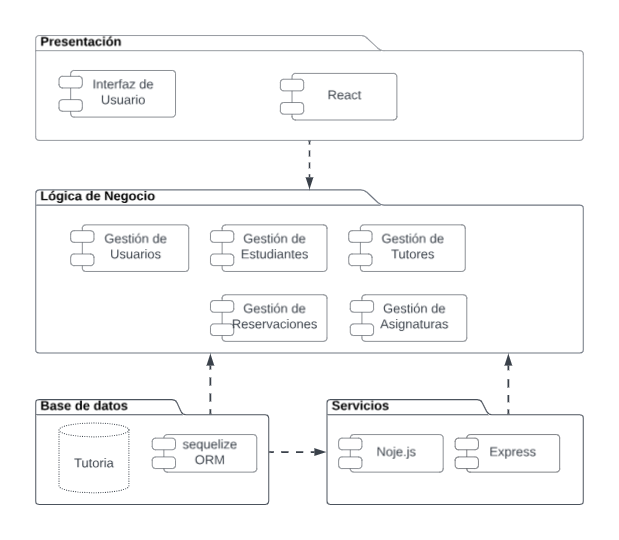 Presentación
Interfaz de
Usuario
React
Lógica de Negocio
Gestión de
Usuarios
Gestión de
Estudiantes
Gestión de
Tutores
Gestión de
Reservaciones
Gestión de
Asignaturas
Base de datos
Tutoria
sequelize
ORM
Servicios
Noje.js
Express